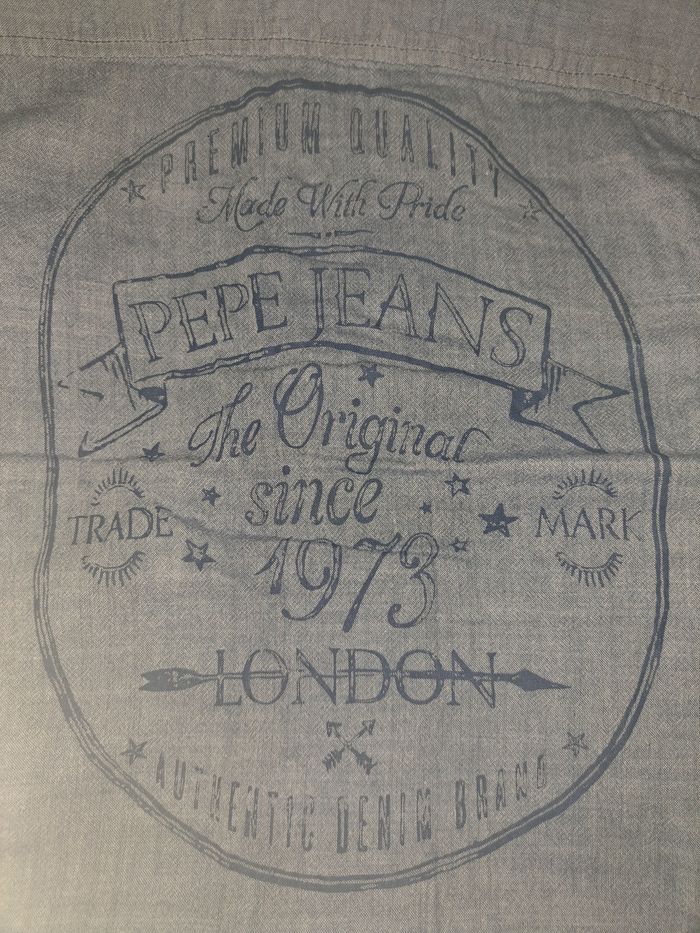 PREMIUM QUALITY
Made With Pride
PEPE JEANS
The Original
since
TRADE MARK
1973
LONDON
AUTHENTIC DENIM BRAND